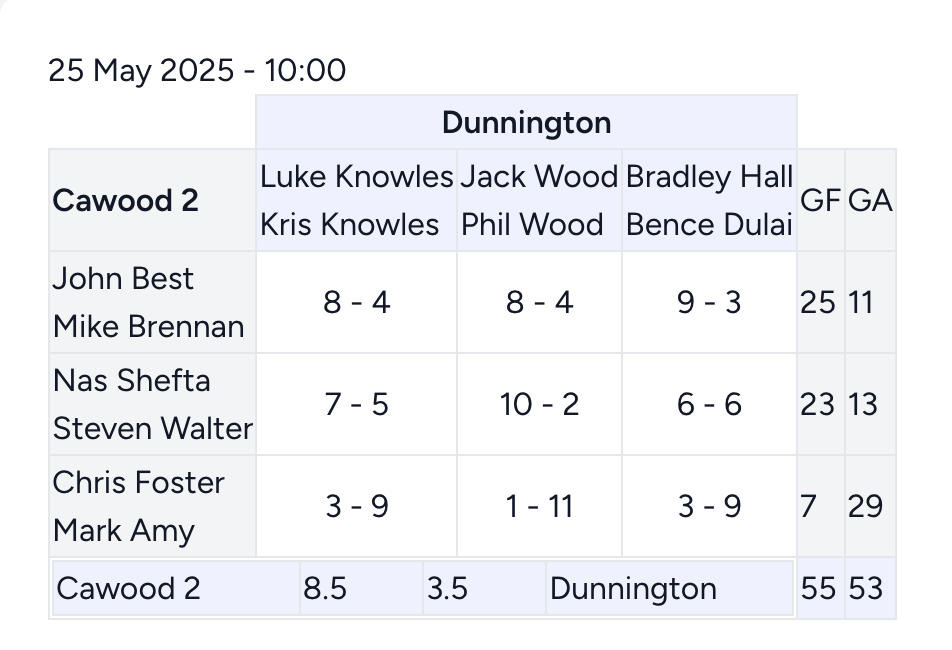 25 May 2025 - 10:00
Dunnington
Cawood 2
Luke Knowles
Kris Knowles
Jack Wood
Phil Wood
Bradley Hall
Bence Dulai
GF
GA
John Best
Mike Brennan
8 - 4
8 - 4
9 - 3
25
11
Nas Shefta
Steven Walter
7 - 5
10 - 2
6 - 6
23
13
Chris Foster
Mark Amy
3 - 9
1 - 11
3 - 9
7
29
Cawood 2
8.5
3.5
Dunnington
55
53